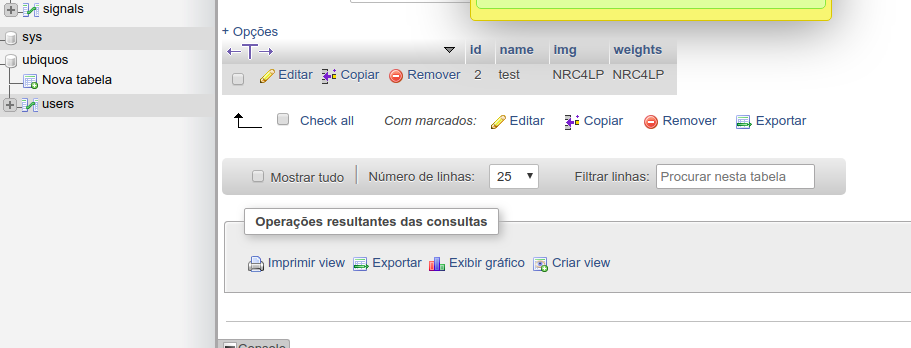 signals
sys
ubiquos
Nova tabela
users
+ Opções
id name img weights
Editar Copiar Remover 2 test NRC4LP NRC4LP
Check all Com marcados: Editar Copiar Remover Exportar
Mostrar tudo Número de linhas: 25 Filtrar linhas: Procurar nesta tabela
Operações resultantes das consultas
Imprimir view Exportar Exibir gráfico Criar view
Console